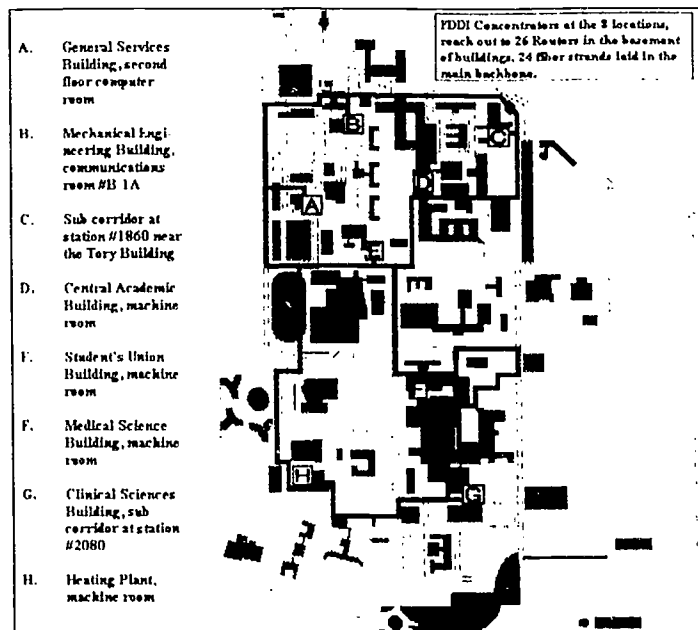 FDDI Concentrators at the 8 locations,
reach out to 26 Routers in the basement
of buildings. 24 fiber strands laid in the
main backbone.
A. General Services
Building, second
floor computer
room
B. Mechanical Engi-
neering Building,
communications
room #B-1A
C. Sub corridor at
station #1860 near
the Tory Building
D. Central Academic
Building, machine
room
E. Student's Union
Building, machine
room
F. Medical Science
Building, machine
room
G. Clinical Sciences
Building, sub
corridor at station
#2080
H. Heating Plant,
machine room
B
C
D
A
E
F
H
G